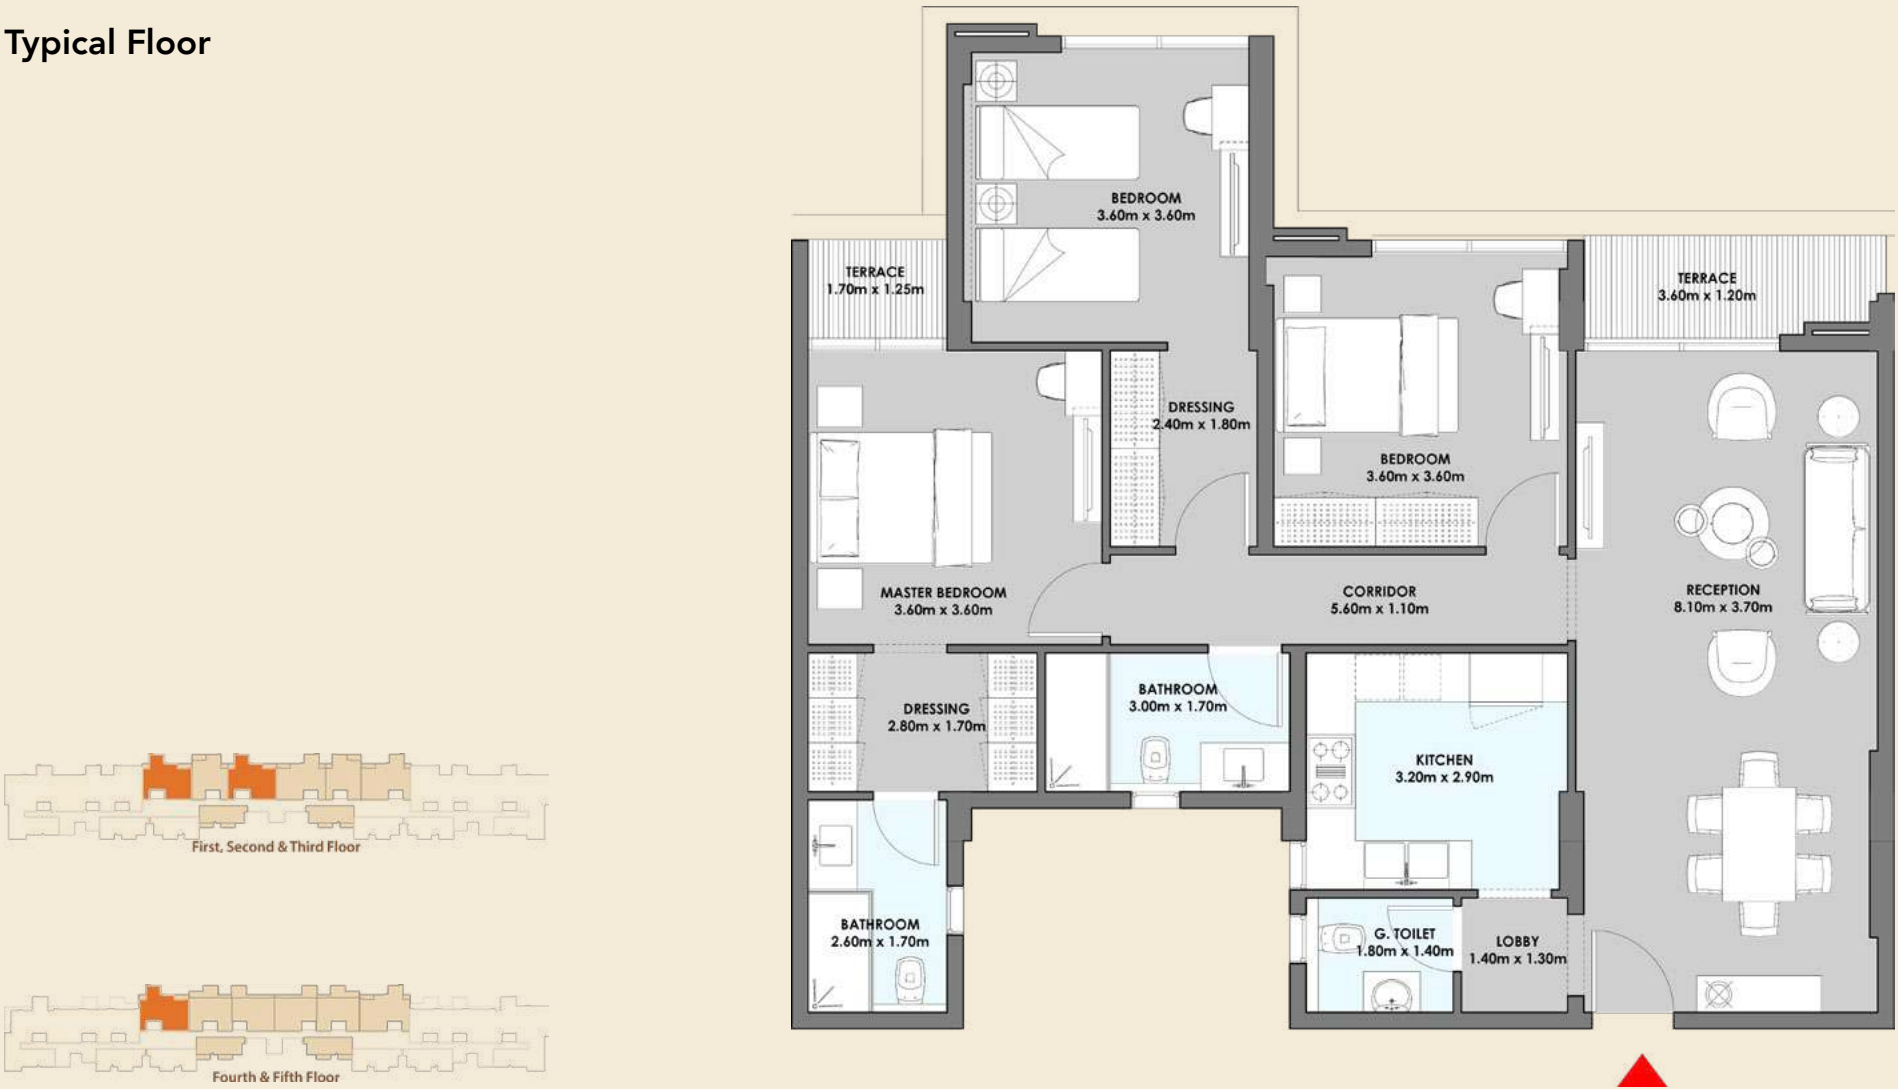 Typical Floor
BEDROOM
3.60m x 3.60m
TERRACE
1.70m x 1.25m
TERRACE
3.60m x 1.20m
DRESSING
2.40m x 1.80m
BEDROOM
3.60m x 3.60m
MASTER BEDROOM
3.60m x 3.60m
CORRIDOR
5.60m x 1.10m
RECEPTION
8.10m x 3.70m
DRESSING
2.80m x 1.70m
BATHROOM
3.00m x 1.70m
KITCHEN
3.20m x 2.90m
BATHROOM
2.60m x 1.70m
G. TOILET
1.80m x 1.40m
LOBBY
1.40m x 1.30m
First, Second & Third Floor
Fourth & Fifth Floor